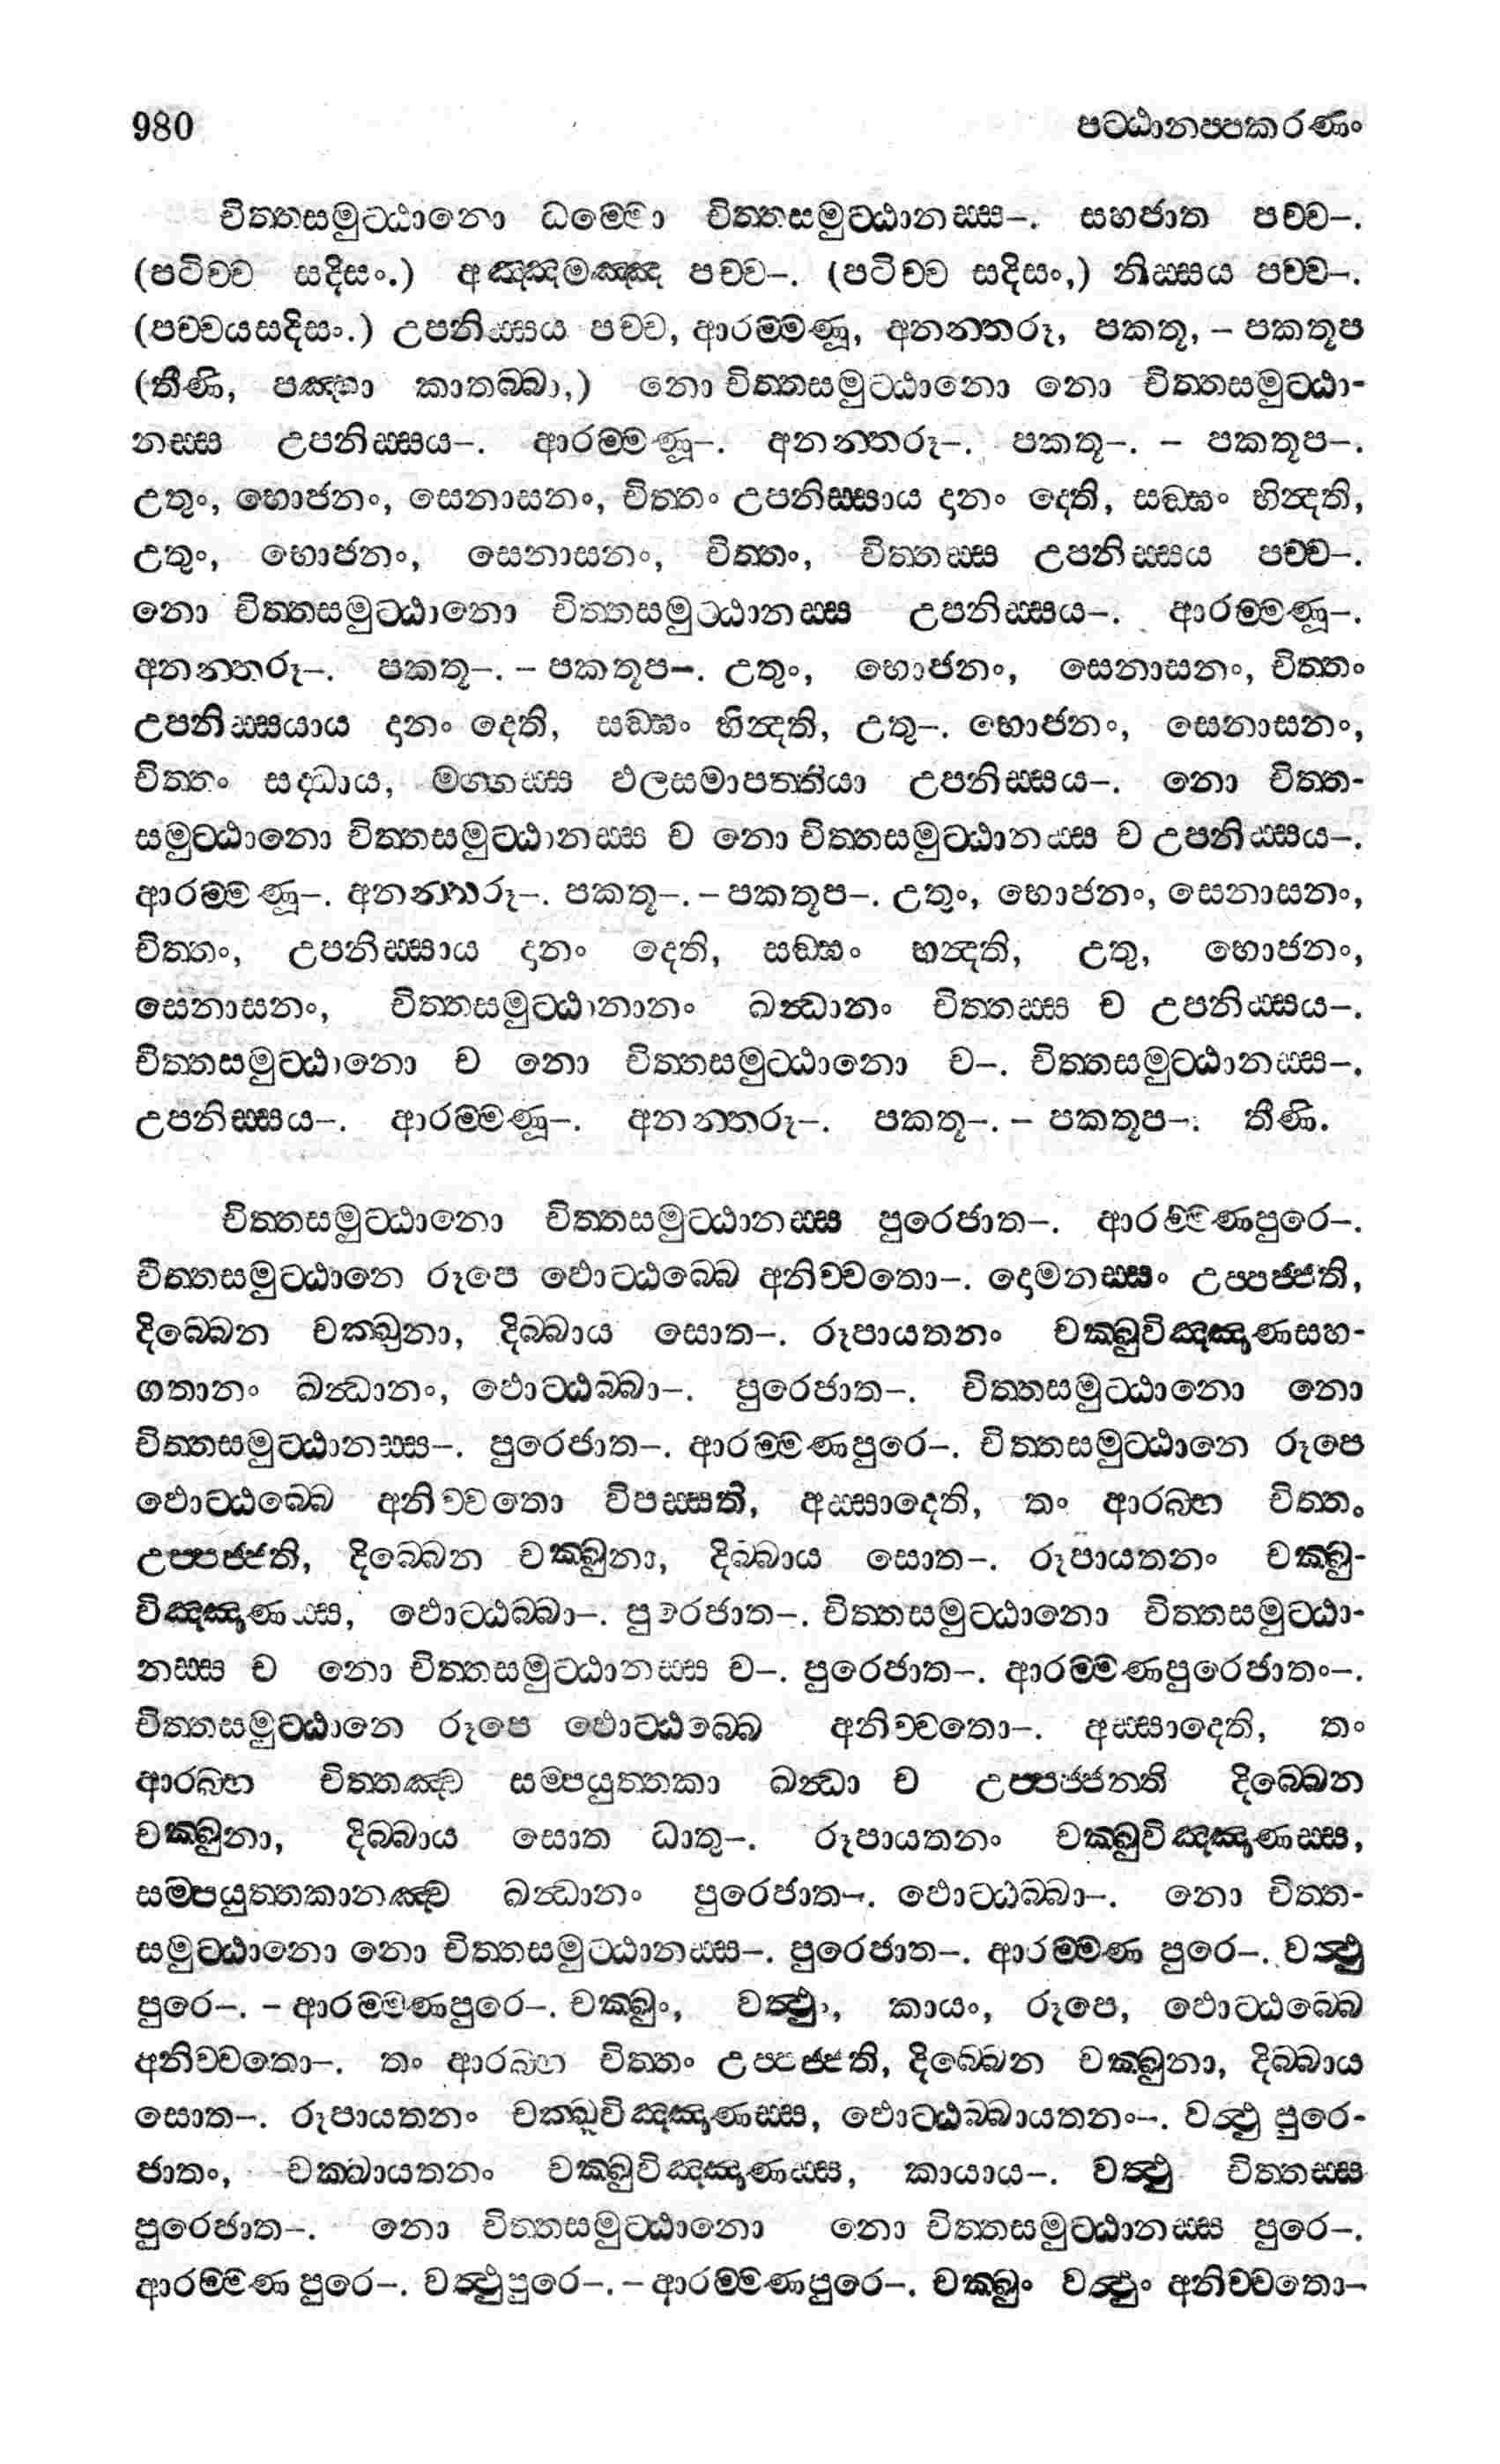 980 පට්ඨානප්පකරණං
චිත්තසමුට්ඨානො ධම්මො චිත්තසමුට්ඨානස්ස–. සහජාත පච්ච–.
(පටිච්ච සදිසං.) අඤ්ඤමඤ්ඤ පච්ච–. (පටිච්ච සදිසං,) නිස්සය පච්ච–.
(පච්චයසදිසං.) උපනිස්සය පච්ච, ආරම්මණූ, අනන්තරූ, පකතූ, – පකතූප
(තීණි, පඤ්හා කාතබ්බා,) නො චිත්තසමුට්ඨානො නො චිත්තසමුට්ඨා-
නස්ස උපනිස්සය–. ආරම්මණූ–. අනන්තරූ–. පකතූ–. – පකතූප–.
උතුං, භොජනං, සෙනාසනං, චිත්තං උපනිස්සාය දානං දෙති, සඞ්ඝං භින්දති,
උතුං, භොජනං, සෙනාසනං, චිත්තං, චිත්තස්ස උපනිස්සය පච්ච–.
නො චිත්තසමුට්ඨානො චිත්තසමුට්ඨානස්ස උපනිස්සය–. ආරම්මණූ–.
අනන්තරූ–. පකතූ–. – පකතූප–. උතුං, භොජනං, සෙනාසනං, චිත්තං
උපනිස්සයාය දානං දෙති, සඞ්ඝං භින්දති, උතු–. භොජනං, සෙනාසනං,
චිත්තං සද්ධාය, මග්ගස්ස ඵලසමාපත්තියා උපනිස්සය–. නො චිත්ත-
සමුට්ඨානො චිත්තසමුට්ඨානස්ස ච නො චිත්තසමුට්ඨානස්ස ච උපනිස්සය–.
ආරම්මණූ–. අනන්තරූ–. පකතූ–. – පකතූප–. උතුං, භොජනං, සෙනාසනං,
චිත්තං, උපනිස්සාය දානං දෙති, සඞ්ඝං භන්දති, උතු, භොජනං,
සෙනාසනං, චිත්තසමුට්ඨානානං ඛන්ධානං චිත්තස්ස ච උපනිස්සය–.
චිත්තසමුට්ඨානො ච නො චිත්තසමුට්ඨානො ච–. චිත්තසමුට්ඨානස්ස–.
උපනිස්සය–. ආරම්මණූ–. අනන්තරූ–. පකතූ–. – පකතූප–. තීණි.
චිත්තසමුට්ඨානො චිත්තසමුට්ඨානස්ස පුරෙජාත–. ආරම්මණපුරෙ–.
චිත්තසමුට්ඨානෙ රූපෙ ඵොට්ඨබ්බෙ අනිච්චතො–. දොමනස්සං උප්පජ්ජති,
දිබ්බෙන චක්ඛුනා, දිබ්බාය සොත–. රූපායතනං චක්ඛුවිඤ්ඤාණසහ-
ගතානං ඛන්ධානං, ඵොට්ඨබ්බා–. පුරෙජාත–. චිත්තසමුට්ඨානො නො
චිත්තසමුට්ඨානස්ස–. පුරෙජාත–. ආරම්මණපුරෙ–. චිත්තසමුට්ඨානෙ රූපෙ
ඵොට්ඨබ්බෙ අනිච්චතො විපස්සති, අස්සාදෙති, තං ආරබ්භ චිත්තං
උප්පජ්ජති, දිබ්බෙන චක්ඛුනා, දිබ්බාය සොත–. රූපායතනං චක්ඛු-
විඤ්ඤාණස්ස, ඵොට්ඨබ්බා–. පුරෙජාත–. චිත්තසමුට්ඨානො චිත්තසමුට්ඨා-
නස්ස ච නො චිත්තසමුට්ඨානස්ස ච–. පුරෙජාත–. ආරම්මණපුරෙජාතං–.
චිත්තසමුට්ඨානෙ රූපෙ ඵොට්ඨබ්බෙ අනිච්චතො–. අස්සාදෙති, තං
ආරබ්භ චිත්තඤ්ච සම්පයුත්තකා ඛන්ධා ච උප්පජ්ජන්ති දිබ්බෙන
චක්ඛුනා, දිබ්බාය සොත ධාතු–. රූපායතනං චක්ඛුවිඤ්ඤාණස්ස,
සම්පයුත්තකානඤ්ච ඛන්ධානං පුරෙජාත–. ඵොට්ඨබ්බා–. නො චිත්ත-
සමුට්ඨානො නො චිත්තසමුට්ඨානස්ස–. පුරෙජාත–. ආරම්මණ පුරෙ–. වත්ථු
පුරෙ–. – ආරම්මණපුරෙ–. චක්ඛුං, වත්ථුං, කායං, රූපෙ, ඵොට්ඨබ්බෙ
අනිච්චතො–. තං ආරබ්භ චිත්තං උප්පජ්ජති, දිබ්බෙන චක්ඛුනා, දිබ්බාය
සොත–. රූපායතනං චක්ඛුවිඤ්ඤාණස්ස, ඵොට්ඨබ්බායතනං–. වත්ථු පුරෙ-
ජාතං, චක්ඛායතනං චක්ඛුවිඤ්ඤාණස්ස, කායාය–. වත්ථු චිත්තස්ස
පුරෙජාත–. නො චිත්තසමුට්ඨානො නො චිත්තසමුට්ඨානස්ස පුරෙ–.
ආරම්මණ පුරෙ–. වත්ථුපුරෙ–. – ආරම්මණපුරෙ–. චක්ඛුං වත්ථුං අනිච්චතො–